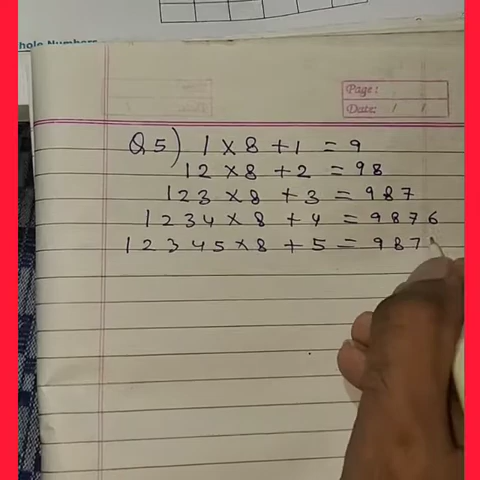 Whole Numbers
Page:
Date: / /
Q5) 1 × 8 + 1 = 9
12 × 8 + 2 = 98
123 × 8 + 3 = 987
1234 × 8 + 4 = 9876
12345 × 8 + 5 = 987